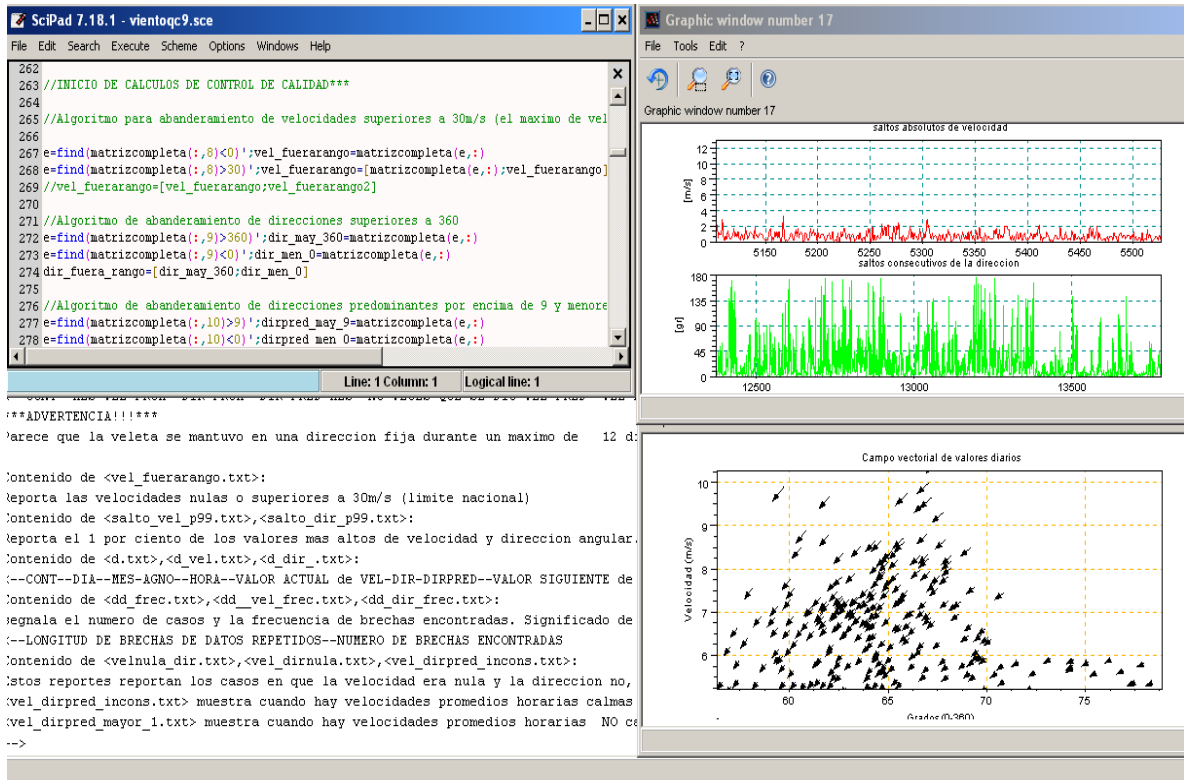 SciPad 7.18.1 - vientoqc9.sce
File Edit Search Execute Scheme Options Windows Help
262
263 //INICIO DE CALCULOS DE CONTROL DE CALIDAD***
264
265 //Algoritmo para abanderamiento de velocidades superiores a 30m/s (el maximo de vel
266
267 e=find(matrizcompleta(:,8)<0)';vel_fuerarango=matrizcompleta(e,:)
268 e=find(matrizcompleta(:,8)>30)';vel_fuerarango=[matrizcompleta(e,:);vel_fuerarango]
269 //vel_fuerarango=[vel_fuerarango;vel_fuerarango2]
270
271 //Algoritmo de abanderamiento de direcciones superiores a 360
272 e=find(matrizcompleta(:,9)>360)';dir_may_360=matrizcompleta(e,:)
273 e=find(matrizcompleta(:,9)<0)';dir_men_0=matrizcompleta(e,:)
274 dir_fuera_rango=[dir_may_360;dir_men_0]
275
276 //Algoritmo de abanderamiento de direcciones predominantes por encima de 9 y menore
277 e=find(matrizcompleta(:,10)>9)';dirpred_may_9=matrizcompleta(e,:)
278 e=find(matrizcompleta(:,10)<0)';dirpred_men_0=matrizcompleta(e,:)
Line: 1 Column: 1 Logical line: 1
***ADVERTENCIA!!!***
Parece que la veleta se mantuvo en una direccion fija durante un maximo de 12 d
Contenido de <vel_fuerarango.txt>:
Reporta las velocidades nulas o superiores a 30m/s (limite nacional)
Contenido de <salto_vel_p99.txt>,<salto_dir_p99.txt>:
Reporta el 1 por ciento de los valores mas altos de velocidad y direccion angular.
Contenido de <d.txt>,<d_vel.txt>,<d_dir_.txt>:
<--CONT--DIA--MES-AGNO--HORA--VALOR ACTUAL de VEL-DIR-DIRPRED--VALOR SIGUIENTE de
Contenido de <dd_frec.txt>,<dd__vel_frec.txt>,<dd_dir_frec.txt>:
segnala el numero de casos y la frecuencia de brechas encontradas. Significado de
<--LONGITUD DE BRECHAS DE DATOS REPETIDOS--NUMERO DE BRECHAS ENCONTRADAS
Contenido de <velnula_dir.txt>,<vel_dirnula.txt>,<vel_dirpred_incons.txt>:
Estos reportes reportan los casos en que la velocidad era nula y la direccion no,
<vel_dirpred_incons.txt> muestra cuando hay velocidades promedios horarias calmas
<vel_dirpred_mayor_1.txt> muestra cuando hay velocidades promedios horarias NO ca
-->
Graphic window number 17
File Tools Edit ?
Graphic window number 17
saltos absolutos de velocidad
[m/s]
12
10
8
6
4
2
0
5150 5200 5250 5300 5350 5400 5450 5500
saltos consecutivos de la direccion
[gr]
180
135
90
45
0
12500 13000 13500
Campo vectorial de valores diarios
Velocidad (m/s)
10
9
8
7
6
60 65 70 75
Grados (0-360)